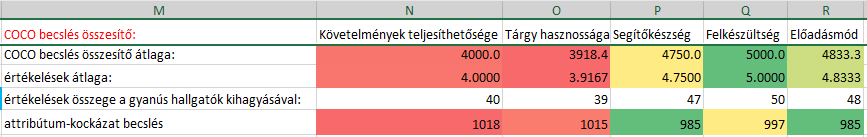 M N O P Q R
COCO becslés összesítő: Követelmények teljesíthetősége Tárgy hasznossága Segítőkészség Felkészültség Előadásmód
COCO becslés összesítő átlaga: 4000.0 3918.4 4750.0 5000.0 4833.3
értékelések átlaga: 4.0000 3.9167 4.7500 5.0000 4.8333
értékelések összege a gyanús hallgatók kihagyásával: 40 39 47 50 48
attribútum-kockázat becslés 1018 1015 985 997 985